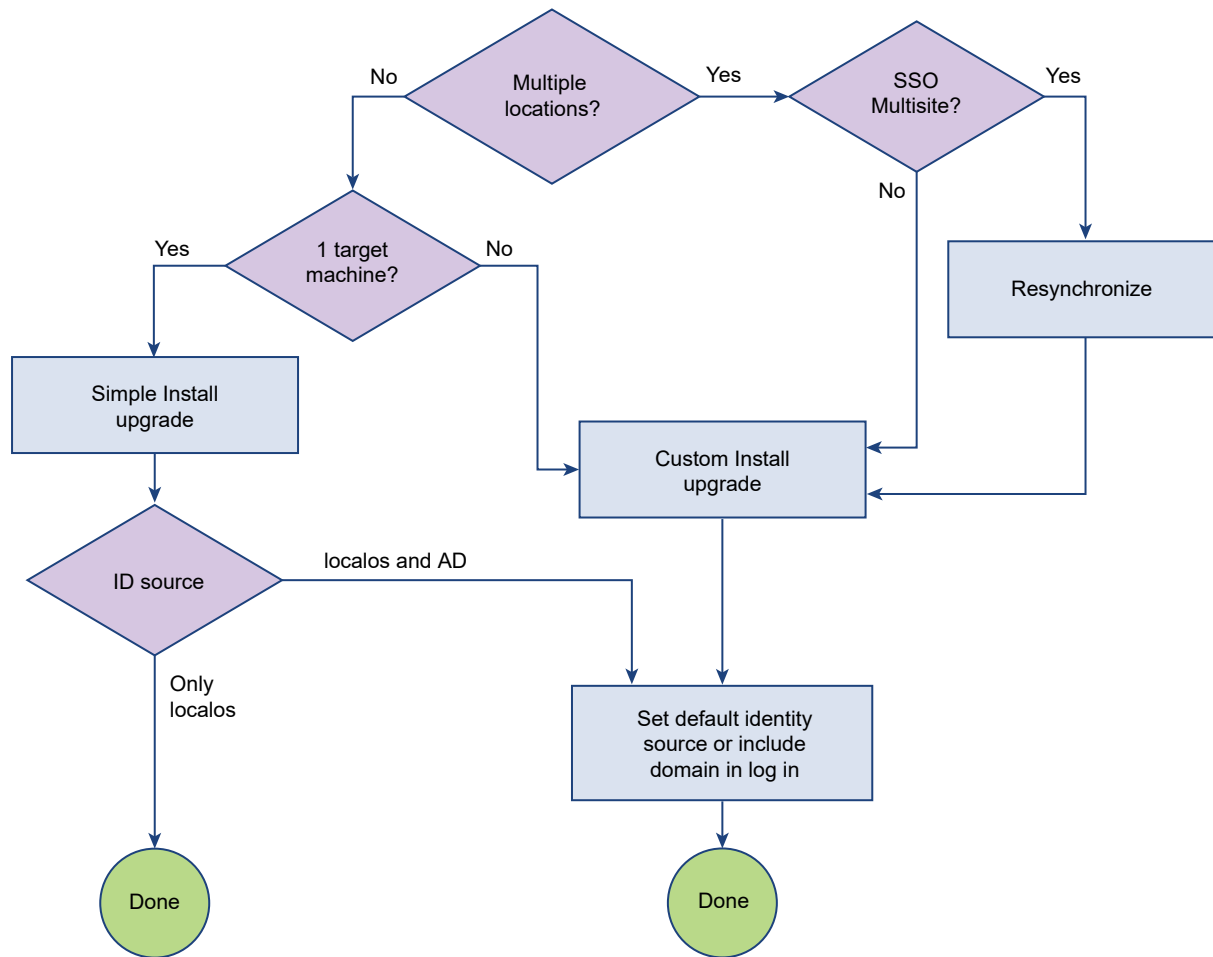 No
Multiple
locations?
Yes
SSO
Multisite?
Yes
No
Yes
1 target
machine?
No
Resynchronize
Simple Install
upgrade
Custom Install
upgrade
ID source
localos and AD
Only
localos
Set default identity
source or include
domain in log in
Done
Done